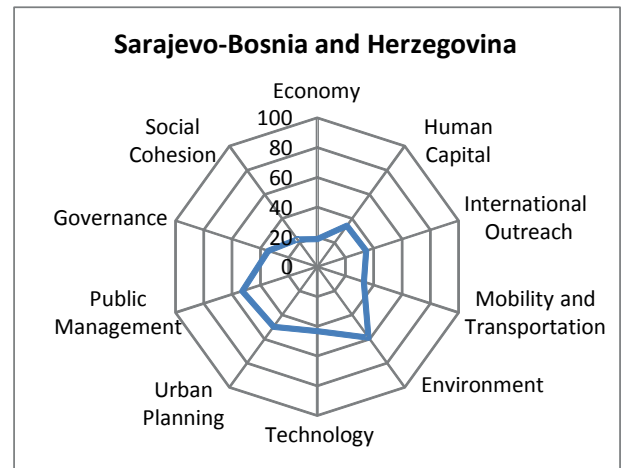 Sarajevo-Bosnia and Herzegovina
Economy
Human
Capital
International
Outreach
Mobility and
Transportation
Environment
Technology
Urban
Planning
Public
Management
Governance
Social
Cohesion
100
80
60
40
20
0